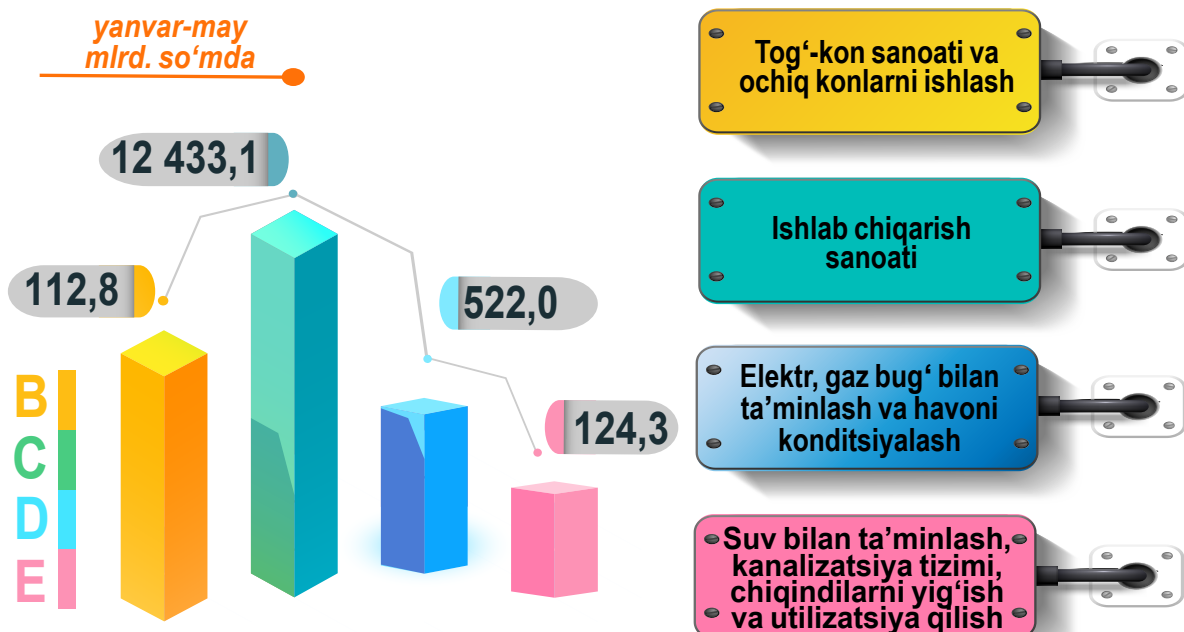 yanvar-may
mlrd. so‘mda
12 433,1
112,8
522,0
124,3
B
C
D
E
Tog‘-kon sanoati va
ochiq konlarni ishlash
Ishlab chiqarish
sanoati
Elektr, gaz bug‘ bilan
ta’minlash va havoni
konditsiyalash
Suv bilan ta’minlash,
kanalizatsiya tizimi,
chiqindilarni yig‘ish
va utilizatsiya qilish